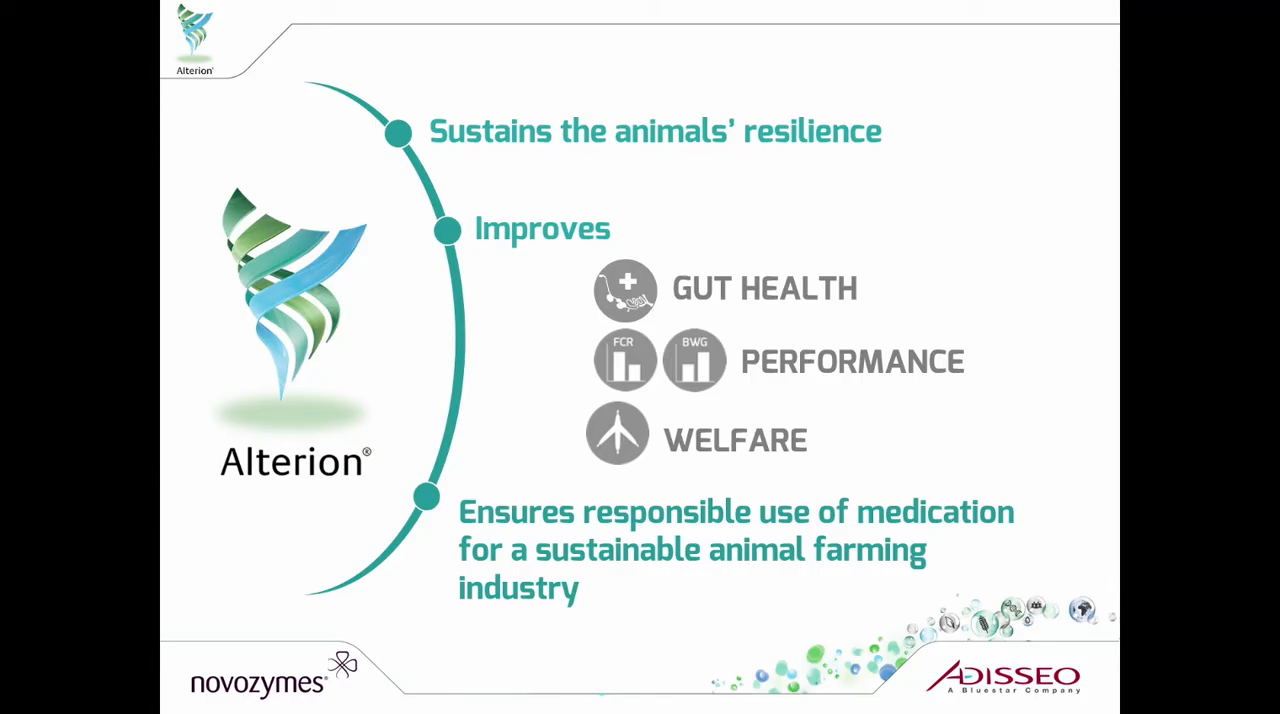 Alterion®
Sustains the animals’ resilience
Improves
GUT HEALTH
FCR
BWG
PERFORMANCE
WELFARE
Alterion®
Ensures responsible use of medication
for a sustainable animal farming
industry
novozymes®
ADISSEO
A Bluestar Company